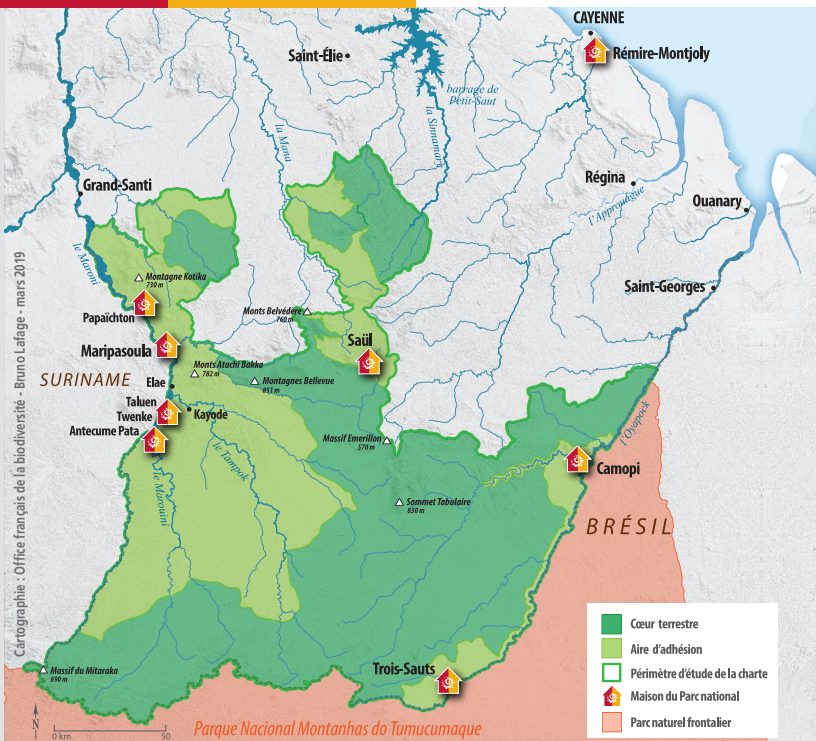 CAYENNE
Saint-Élie
Rémire-Montjoly
barrage de
Petit-Saut
la Mana
la Sinnamary
Grand-Santi
Régina
l'Approuague
Ouanary
le Maroni
Montagne Kotika
730 m
Saint-Georges
Papaïchton
Monts Belvédère
760 m
Maripasoula
Saül
Monts Atachi Bakka
782 m
SURINAME
Elae
Montagnes Bellevue
851 m
Taluen
Twenke
Kayode
Antecume Pata
l'Oyapock
Massif Emerillon
570 m
le Tampok
le Marouini
Camopi
Sommet Tabulaire
830 m
BRÉSIL
Massif du Mitaraka
690 m
Trois-Sauts
Cœur terrestre
Aire d'adhésion
Périmètre d'étude de la charte
Maison du Parc national
Parc naturel frontalier
N
0 km
50
Parque Nacional Montanhas do Tumucumaque
Cartographie : Office français de la biodiversité - Bruno Lafage - mars 2019